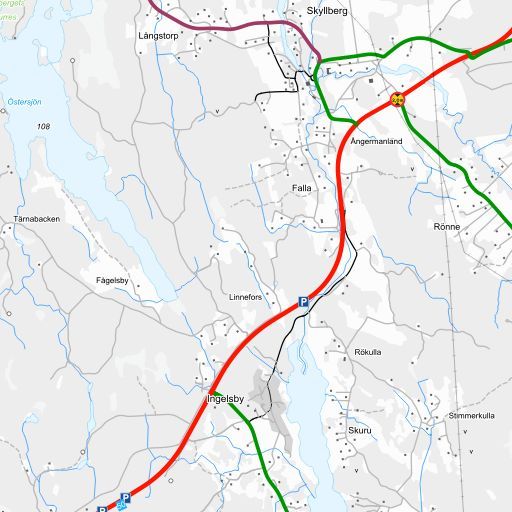 Skyllberg
Långstorp
Östersjön
108
Ångermanland
Falla
Tärnabacken
Rönne
Fågelsby
Linnefors
P
Rökulla
Ingelsby
Stimmerkulla
Skuru
P
P